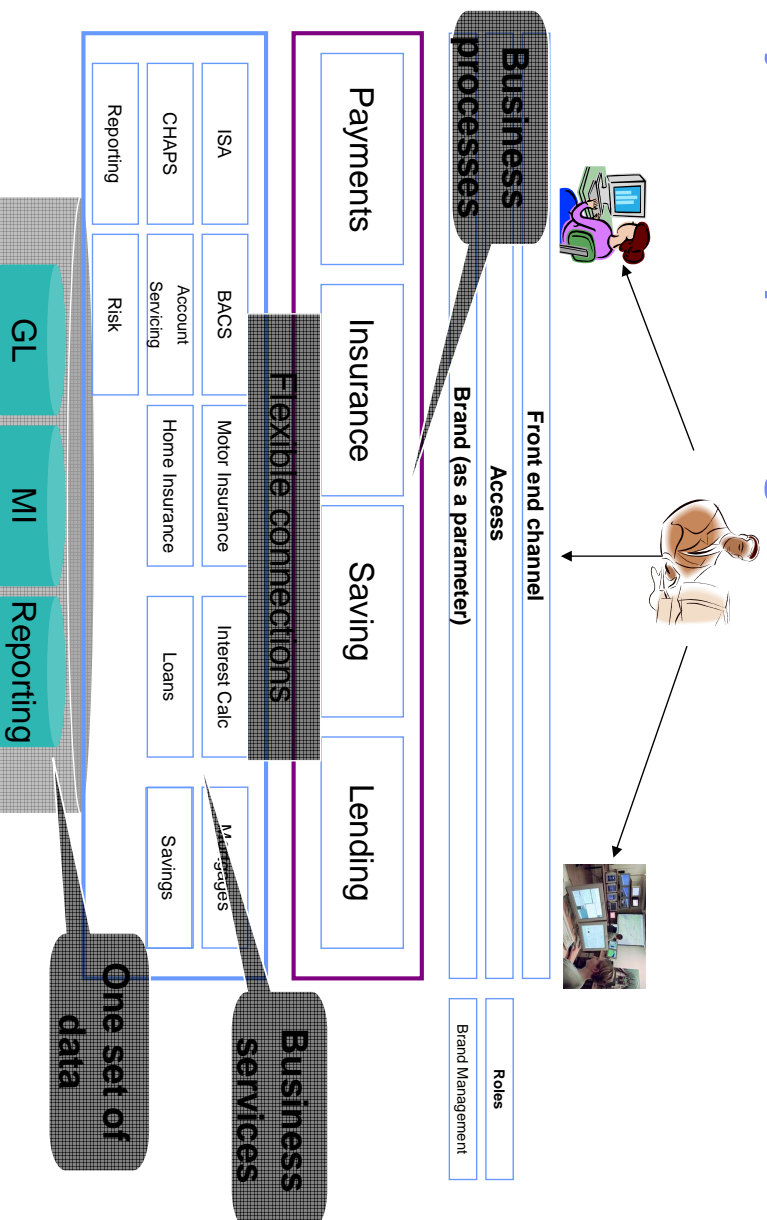 Front end channel
Access
Roles
Brand (as a parameter)
Brand Management
Business
processes
Payments
Insurance
Saving
Lending
Flexible connections
ISA
BACS
Motor Insurance
Interest Calc
Mortgages
CHAPS
Account
Servicing
Home Insurance
Loans
Savings
Reporting
Risk
Business
services
GL
MI
Reporting
One set of
data